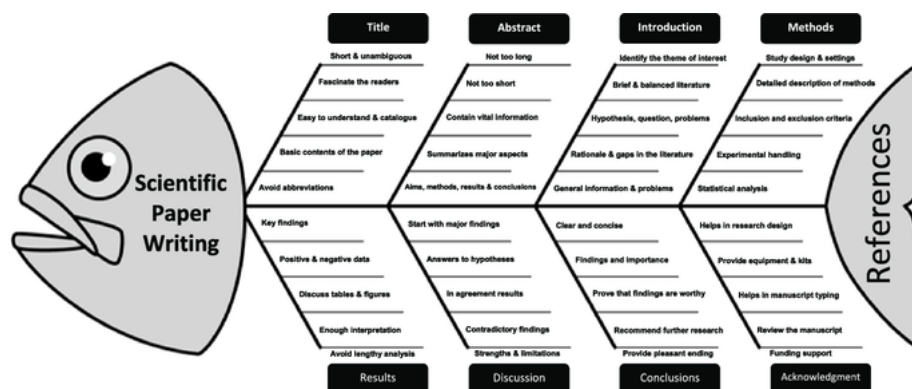 Title
Abstract
Introduction
Methods
Short & unambiguous
Not too long
Identify the theme of interest
Study design & settings
Fascinate the readers
Not too short
Brief & balanced literature
Detailed description of methods
Easy to understand & catalogue
Contain vital information
Hypothesis, question, problems
Inclusion and exclusion criteria
Basic contents of the paper
Summarizes major aspects
Rationale & gaps in the literature
Experimental handling
Avoid abbreviations
Aims, methods, results & conclusions
General information & problems
Statistical analysis
Scientific
Paper
Writing
References
Key findings
Start with major findings
Clear and concise
Helps in research design
Positive & negative data
Answers to hypotheses
Findings and importance
Provide equipment & kits
Discuss tables & figures
In agreement results
Prove that findings are worthy
Helps in manuscript typing
Enough interpretation
Contradictory findings
Recommend further research
Review the manuscript
Avoid lengthy analysis
Strengths & limitations
Provide pleasant ending
Funding support
Results
Discussion
Conclusions
Acknowledgment